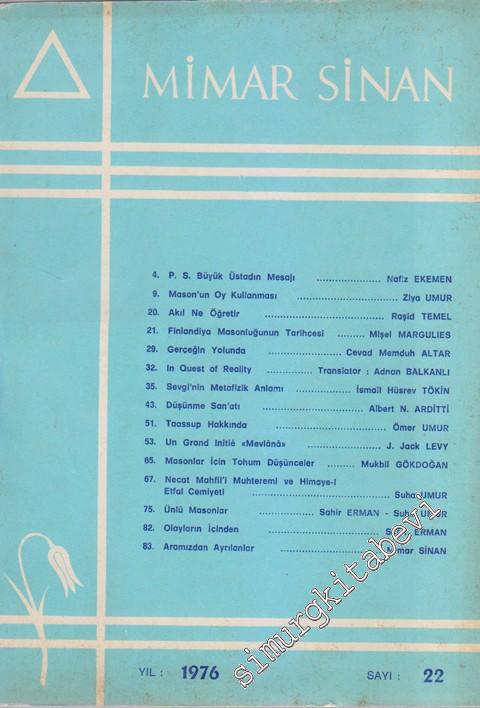 MİMAR SİNAN
4. P. S. Büyük Üstadın Mesajı ..................... Nafiz EKEMEN
9. Mason'un Oy Kullanması ................................ Ziya UMUR
20. Akıl Ne Öğretir ................................ Raşid TEMEL
21. Finlandiya Masonluğunun Tarihçesi ................. Mişel MARGULIES
29. Gerçeğin Yolunda ........................ Cevad Memduh ALTAR
32. In Quest of Reality ............... Translator : Adnan BALKANLI
35. Sevgi'nin Metafizik Anlamı .............. İsmail Hüsrev TÖKİN
43. Düşünme San'atı ................................. Albert N. ARDİTTİ
51. Taassup Hakkında ................................ Ömer UMUR
53. Un Grand Initié «Mevlânâ» ......................... J. Jack LEVY
65. Masonlar İçin Tohum Düşünceler ................ Mukbil GÖKDOĞAN
67. Necat Mahfil'i Muhteremi ve Himaye-i
Etfal Cemiyeti ................................... Suha UMUR
75. Ünlü Masonlar ................... Sahir ERMAN - Suha UMUR
82. Olayların İçinden ................................ ERMAN
83. Aramızdan Ayrılanlar ................................ SİNAN
YIL : 1976 SAYI : 22
simurgkitabevi